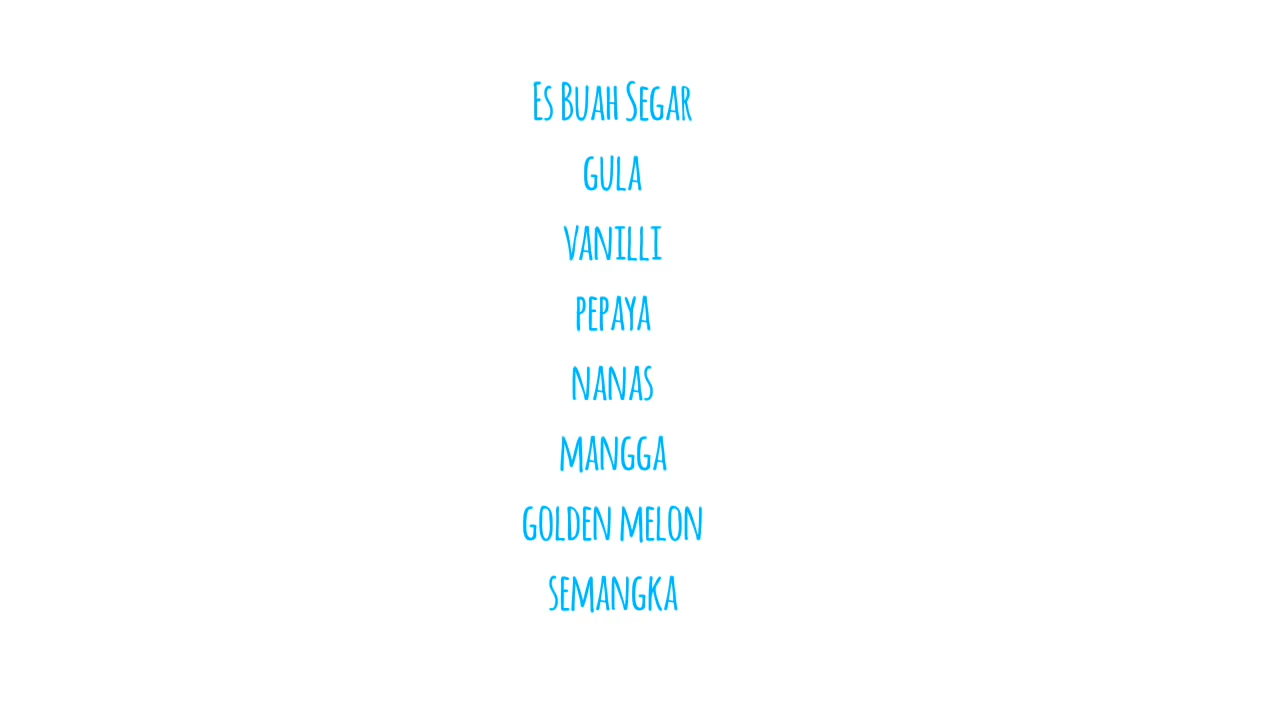 Es Buah Segar
gula
vanilli
pepaya
nanas
mangga
golden melon
semangka